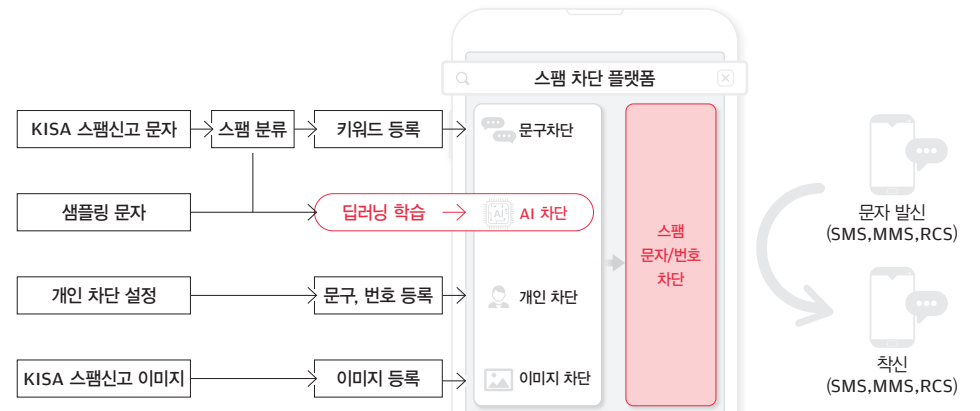 스팸 차단 플랫폼
KISA 스팸신고 문자
스팸 분류
키워드 등록
문구차단
샘플링 문자
딥러닝 학습
AI
AI 차단
개인 차단 설정
문구, 번호 등록
개인 차단
KISA 스팸신고 이미지
이미지 등록
이미지 차단
스팸
문자/번호
차단
문자 발신
(SMS,MMS,RCS)
착신
(SMS,MMS,RCS)